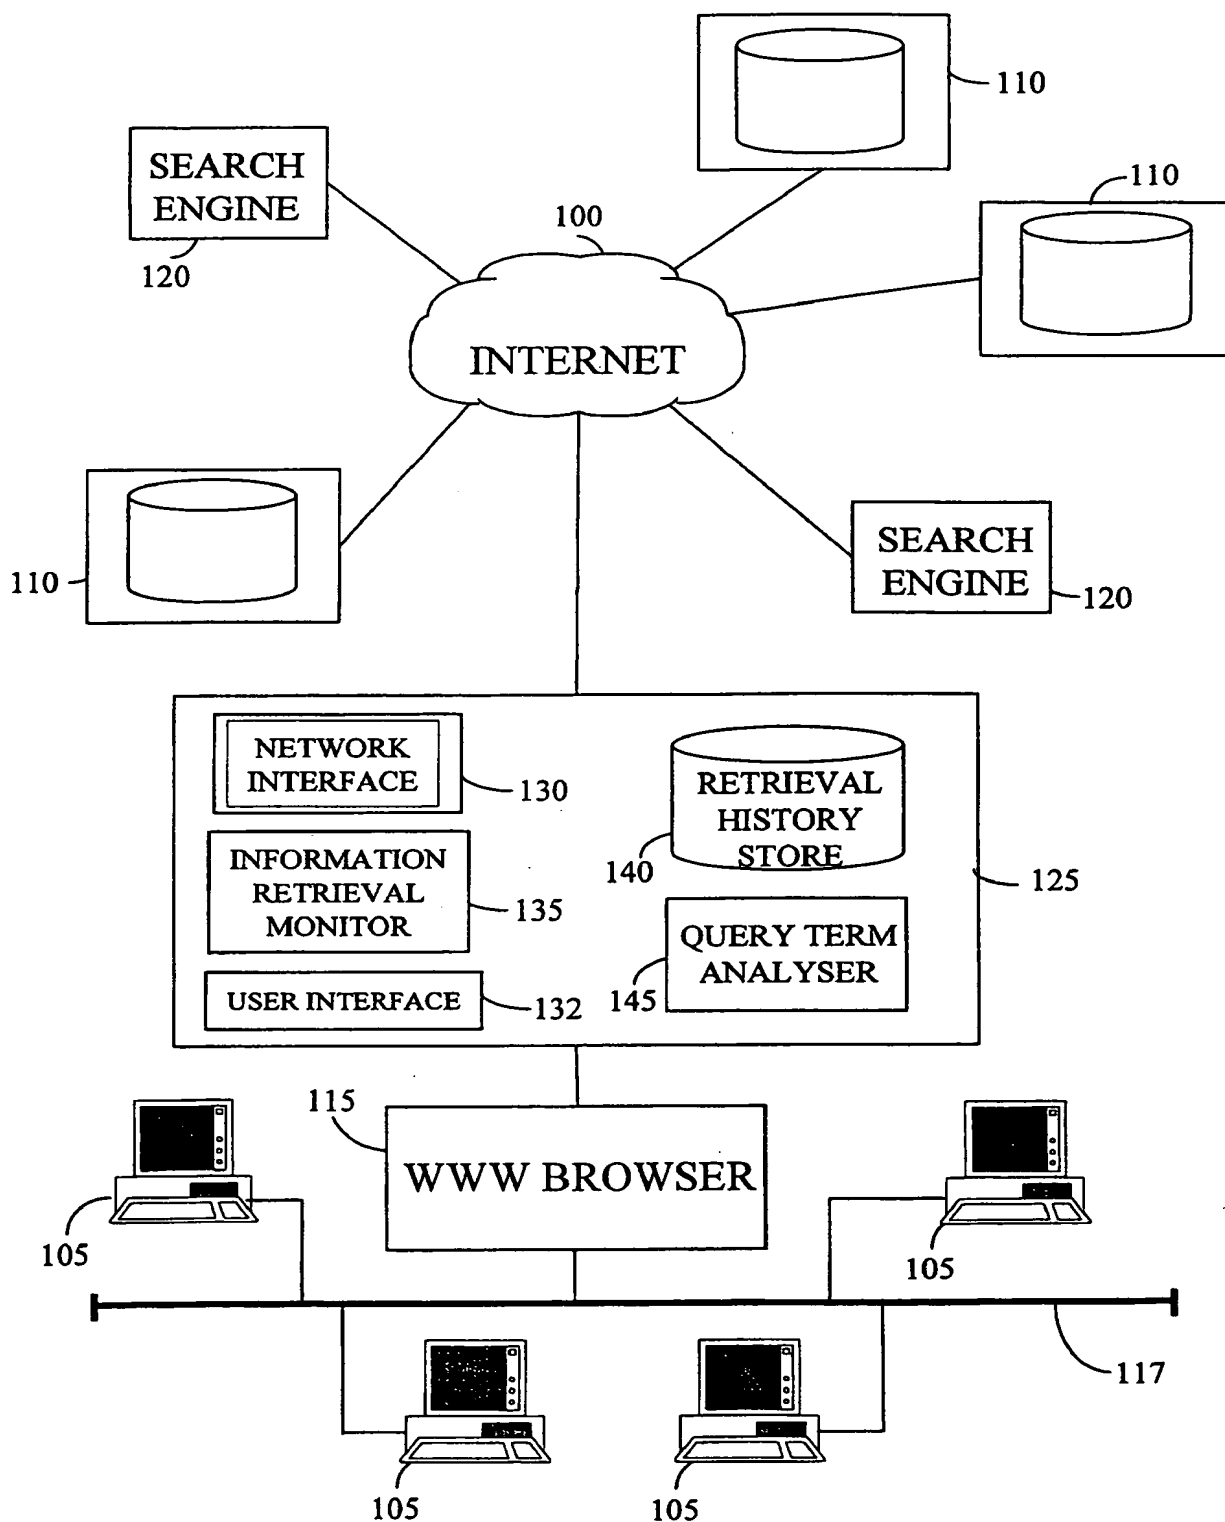 110
SEARCH
ENGINE
120
100
110
INTERNET
110
SEARCH
ENGINE
120
NETWORK
INTERFACE
130
RETRIEVAL
HISTORY
STORE
140
INFORMATION
RETRIEVAL
MONITOR
135
125
QUERY TERM
ANALYSER
145
USER INTERFACE
132
115
WWW BROWSER
105
105
117
105
105